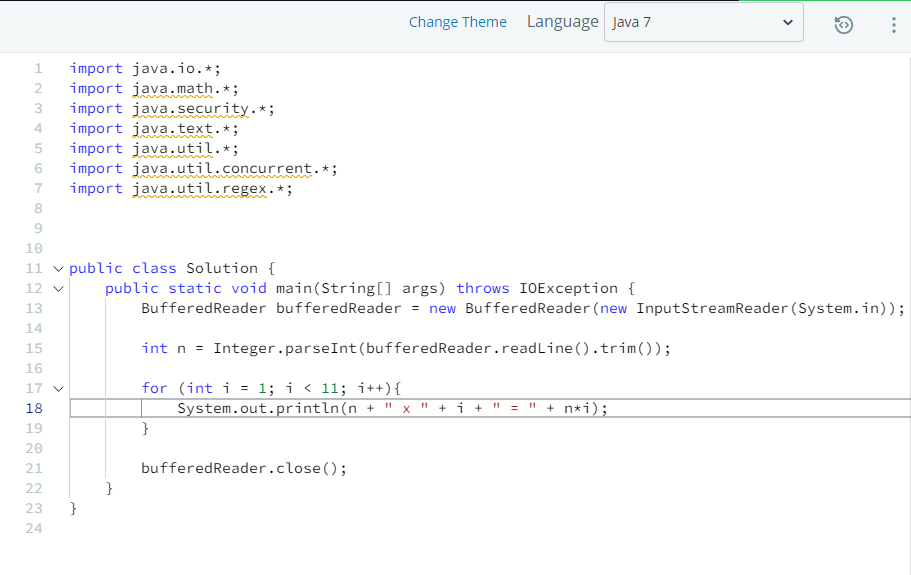 Change Theme Language Java 7
1 import java.io.*;
2 import java.math.*;
3 import java.security.*;
4 import java.text.*;
5 import java.util.*;
6 import java.util.concurrent.*;
7 import java.util.regex.*;
8
9
10
11 public class Solution {
12 public static void main(String[] args) throws IOException {
13 BufferedReader bufferedReader = new BufferedReader(new InputStreamReader(System.in));
14
15 int n = Integer.parseInt(bufferedReader.readLine().trim());
16
17 for (int i = 1; i < 11; i++){
18 System.out.println(n + " x " + i + " = " + n*i);
19 }
20
21 bufferedReader.close();
22 }
23 }
24